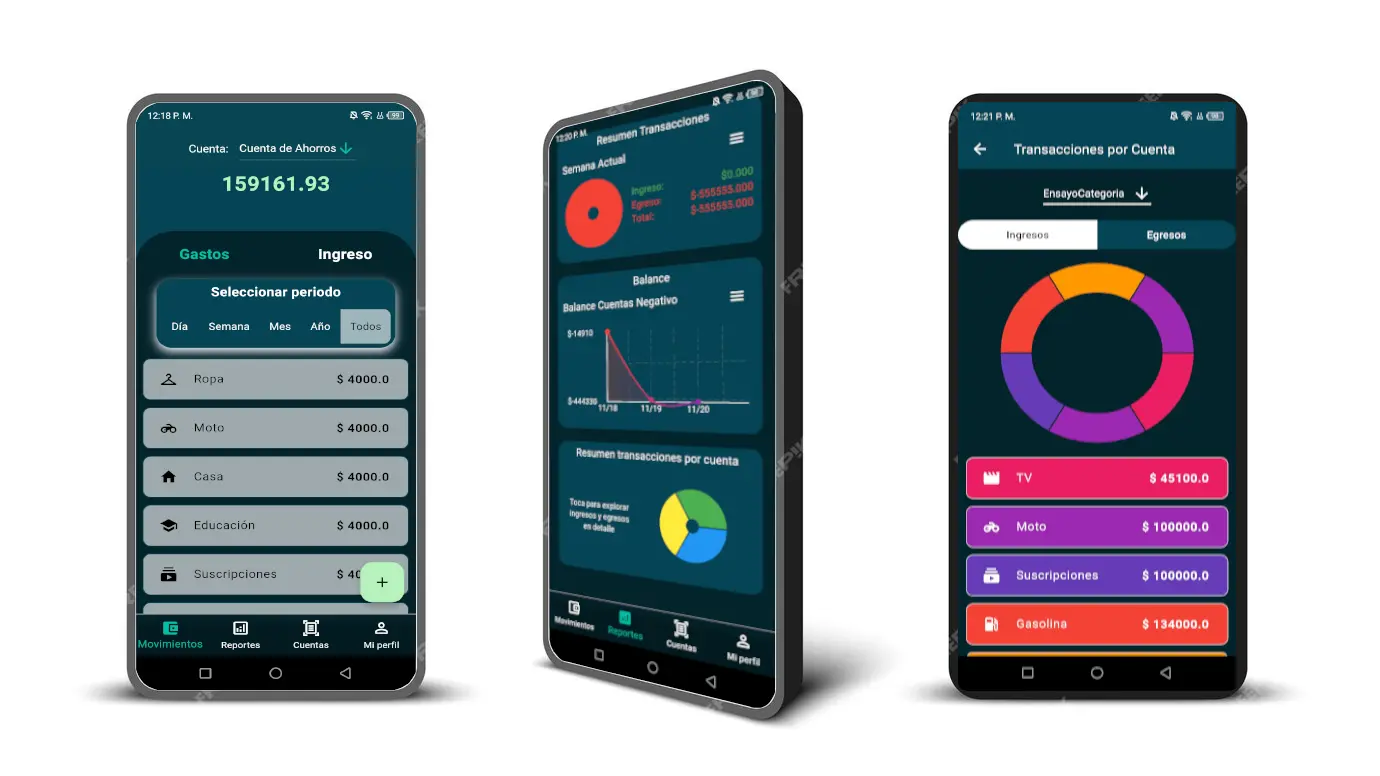 12:18 P. M.
99
Cuenta: Cuenta de Ahorros
159161.93
Gastos Ingreso
Seleccionar periodo
Día Semana Mes Año Todos
Ropa $ 4000.0
Moto $ 4000.0
Casa $ 4000.0
Educación $ 4000.0
Suscripciones $ 40
+
Movimientos Reportes Cuentas Mi perfil
12:20 P. M.
Resumen Transacciones
Semana Actual
Ingreso: $0.000
Egreso: $-555555.000
Total: $-555555.000
Balance
Balance Cuentas Negativo
$-14910
$-444330
11/18 11/19 11/20
Resumen transacciones por cuenta
Toca para explorar
ingresos y egresos
en detalle
Movimientos Reportes Cuentas Mi perfil
12:21 P. M.
Transacciones por Cuenta
EnsayoCategoria
Ingresos Egresos
TV $ 45100.0
Moto $ 100000.0
Suscripciones $ 100000.0
Gasolina $ 134000.0